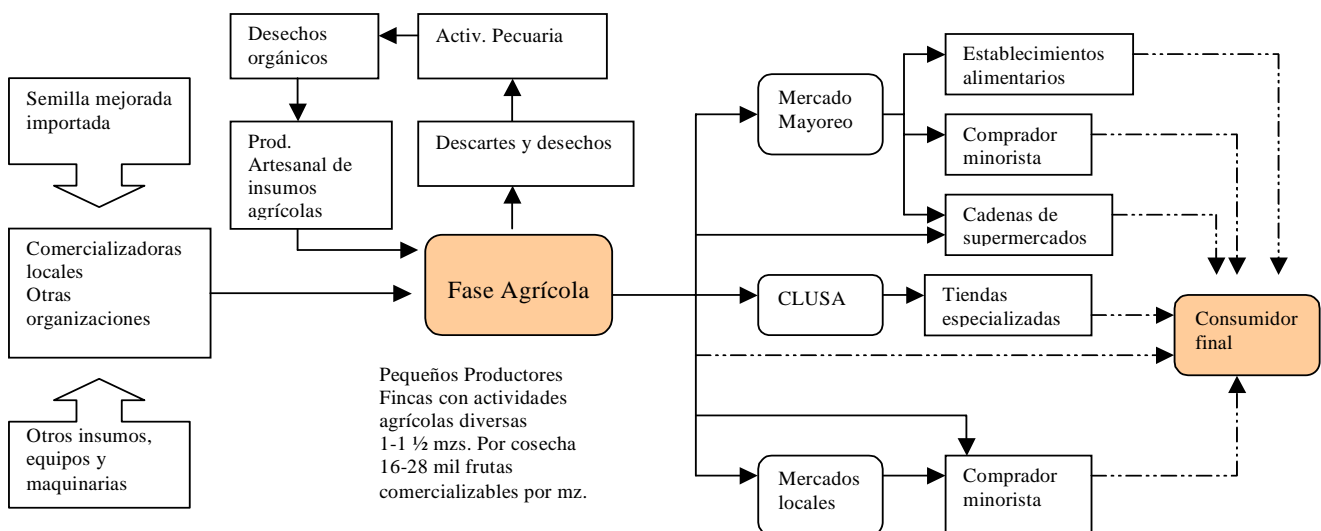 Semilla mejorada
importada
Comercializadoras
locales
Otras
organizaciones
Otros insumos,
equipos y
maquinarias
Desechos
orgánicos
Activ. Pecuaria
Prod.
Artesanal de
insumos
agrícolas
Descartes y desechos
Fase Agrícola
Pequeños Productores
Fincas con actividades
agrícolas diversas
1-1 ½ mzs. Por cosecha
16-28 mil frutas
comercializables por mz.
Mercado
Mayoreo
CLUSA
Mercados
locales
Establecimientos
alimentarios
Comprador
minorista
Cadenas de
supermercados
Tiendas
especializadas
Comprador
minorista
Consumidor
final